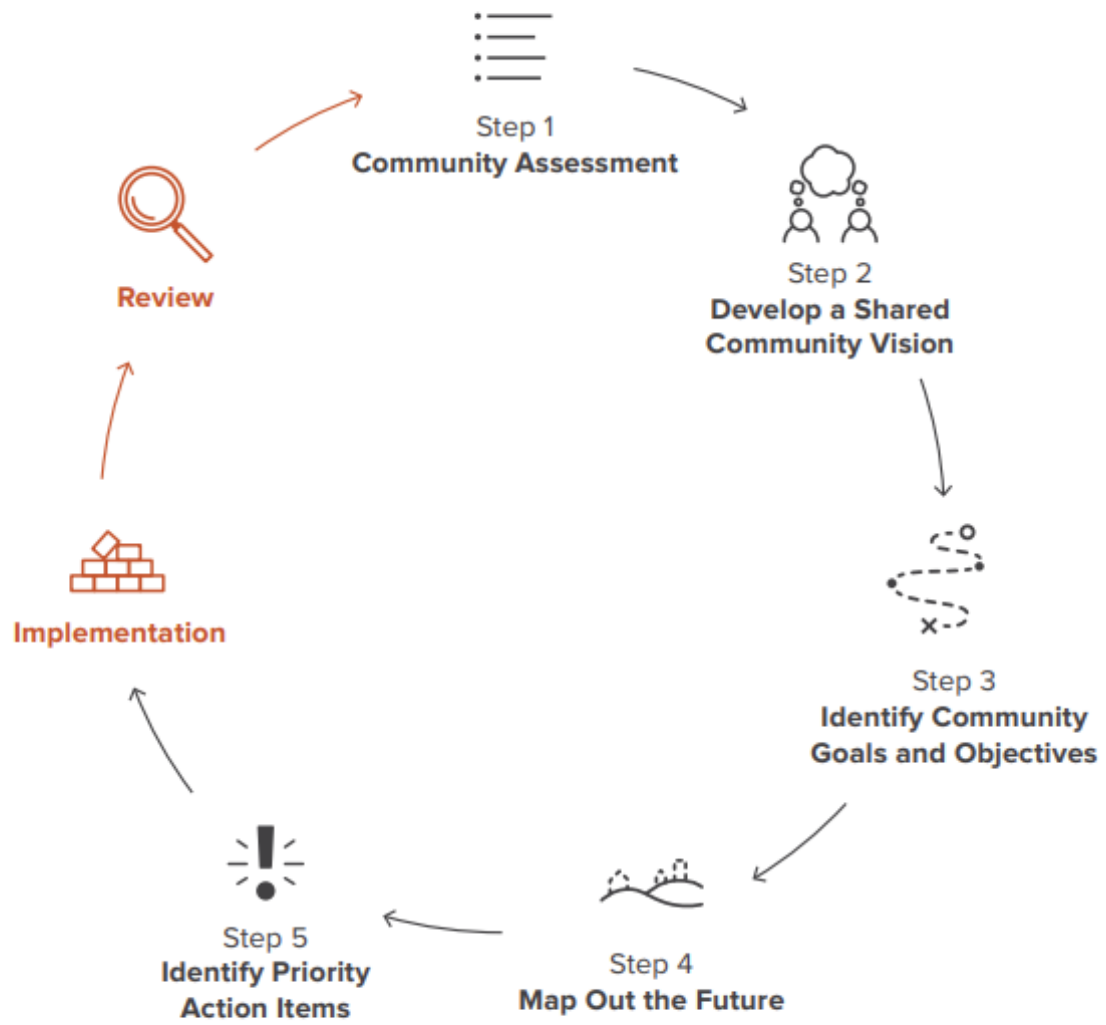 Step 1
Community Assessment
Step 2
Develop a Shared
Community Vision
Step 3
Identify Community
Goals and Objectives
Step 4
Map Out the Future
Step 5
Identify Priority
Action Items
Implementation
Review